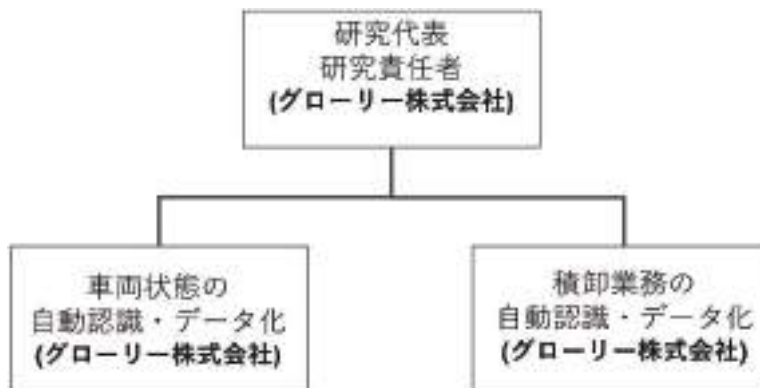 研究代表
研究責任者
(グローリー株式会社)
車両状態の
自動認識・データ化
(グローリー株式会社)
積卸業務の
自動認識・データ化
(グローリー株式会社)